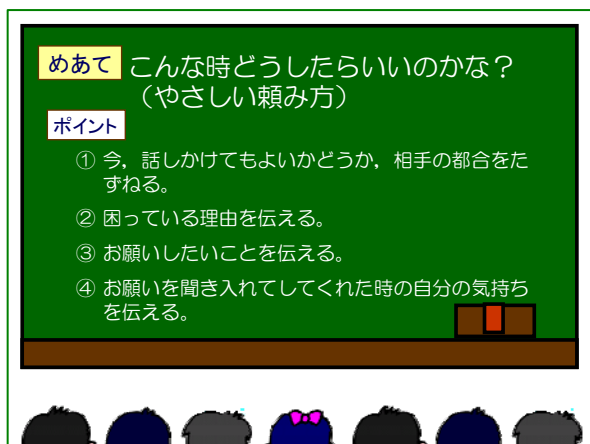 めあて こんな時どうしたらいいのかな？
（やさしい頼み方）
ポイント
① 今，話しかけてもよいかどうか，相手の都合をた
ずねる。
② 困っている理由を伝える。
③ お願いしたいことを伝える。
④ お願いを聞き入れてしてくれた時の自分の気持ち
を伝える。